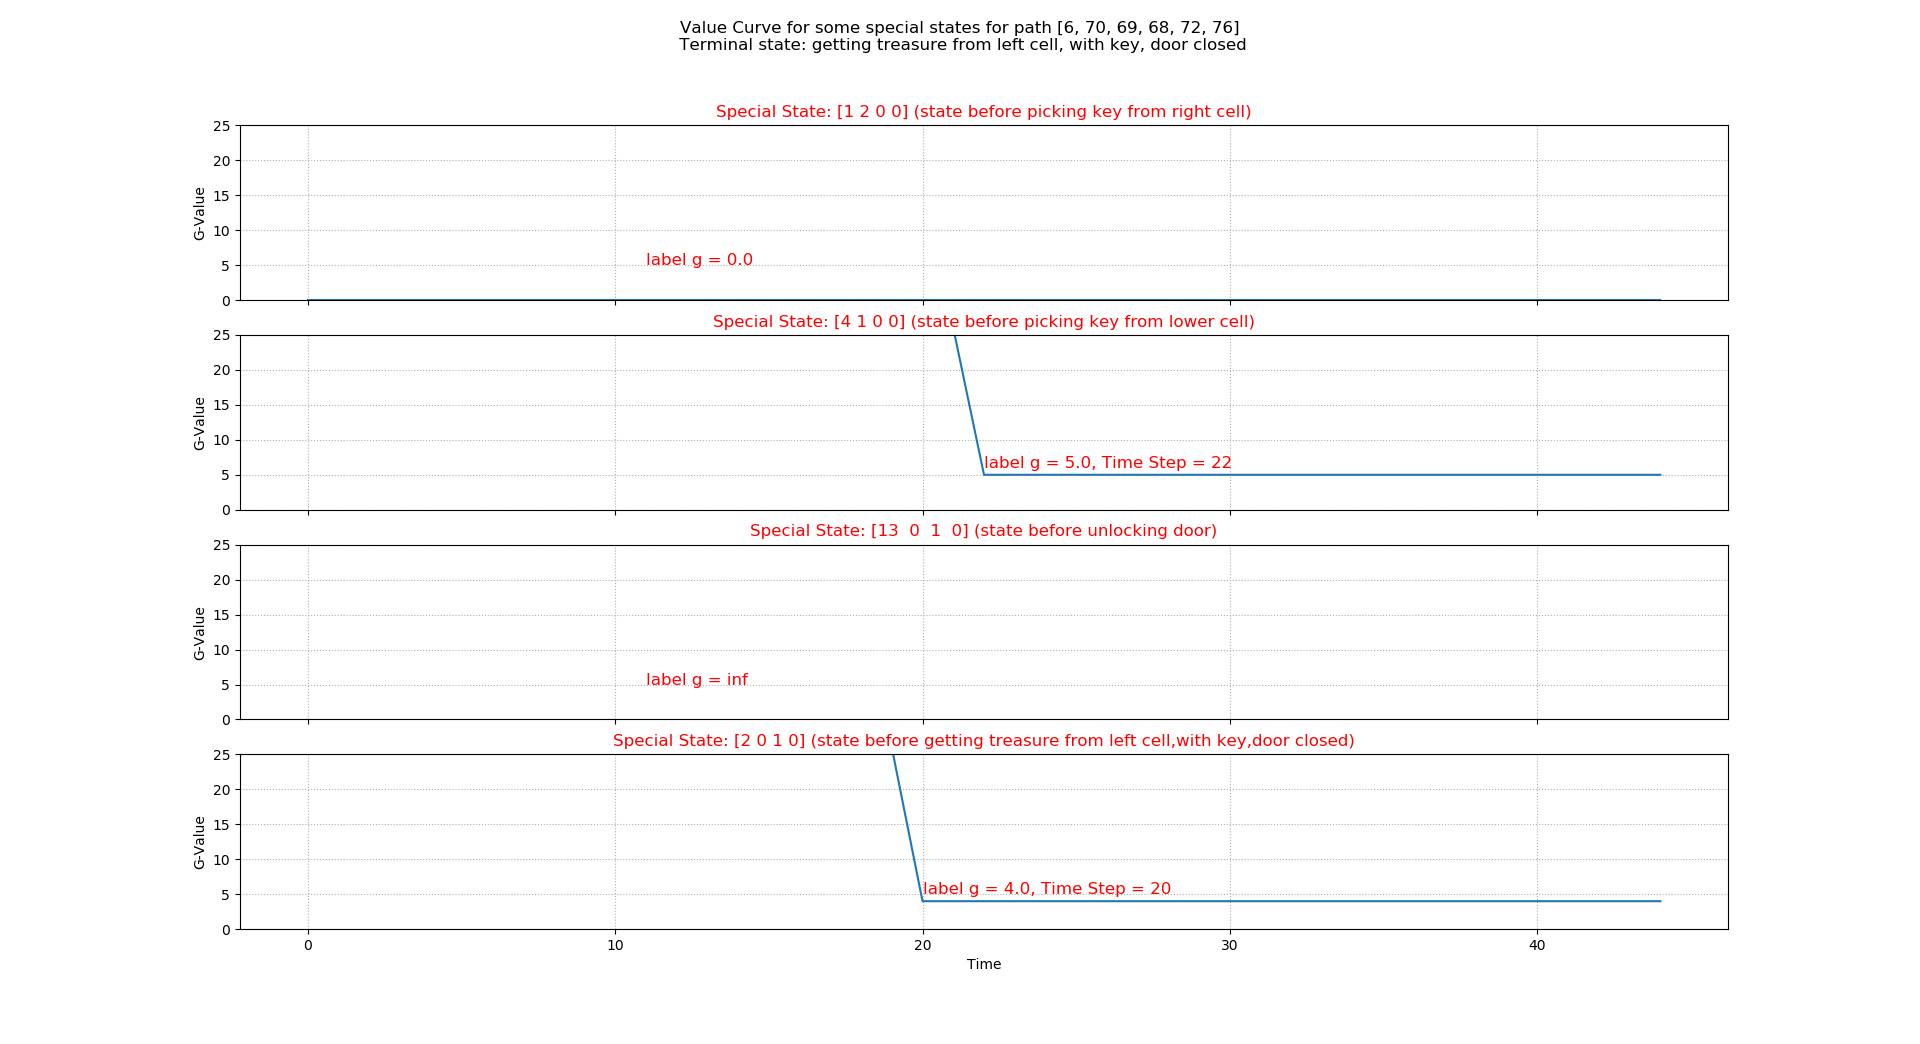 Value Curve for some special states for path [6, 70, 69, 68, 72, 76]
Terminal state: getting treasure from left cell, with key, door closed
Special State: [1 2 0 0] (state before picking key from right cell)
25
20
15
10
5
0
G-Value
label g = 0.0
Special State: [4 1 0 0] (state before picking key from lower cell)
25
20
15
10
5
0
G-Value
label g = 5.0, Time Step = 22
Special State: [13  0  1  0] (state before unlocking door)
25
20
15
10
5
0
G-Value
label g = inf
Special State: [2 0 1 0] (state before getting treasure from left cell,with key,door closed)
25
20
15
10
5
0
G-Value
label g = 4.0, Time Step = 20
0 10 20 30 40
Time